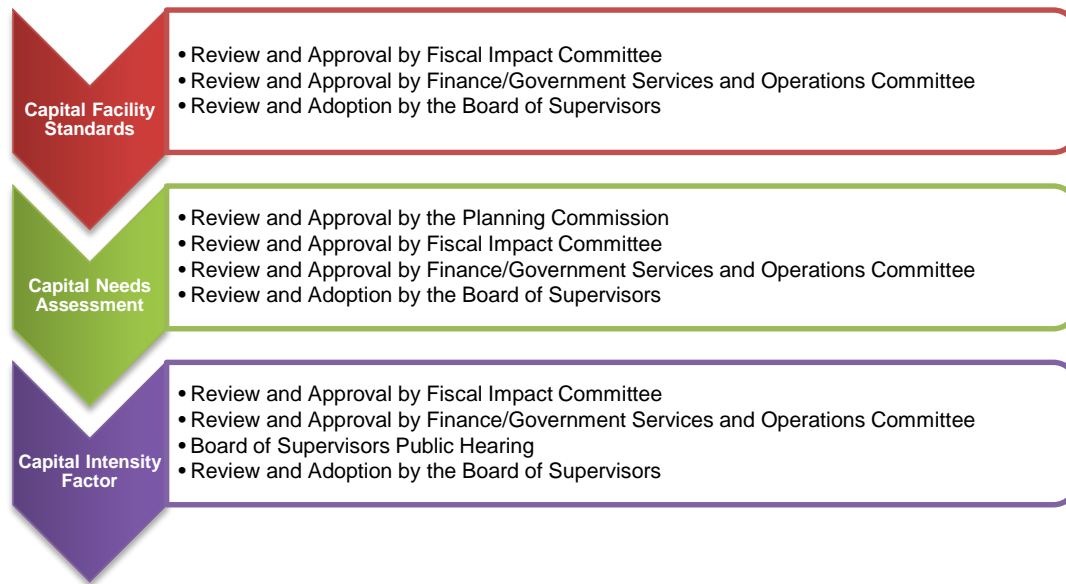 Capital Facility
Standards
• Review and Approval by Fiscal Impact Committee
• Review and Approval by Finance/Government Services and Operations Committee
• Review and Adoption by the Board of Supervisors
Capital Needs
Assessment
• Review and Approval by the Planning Commission
• Review and Approval by Fiscal Impact Committee
• Review and Approval by Finance/Government Services and Operations Committee
• Review and Adoption by the Board of Supervisors
Capital Intensity
Factor
• Review and Approval by Fiscal Impact Committee
• Review and Approval by Finance/Government Services and Operations Committee
• Board of Supervisors Public Hearing
• Review and Adoption by the Board of Supervisors